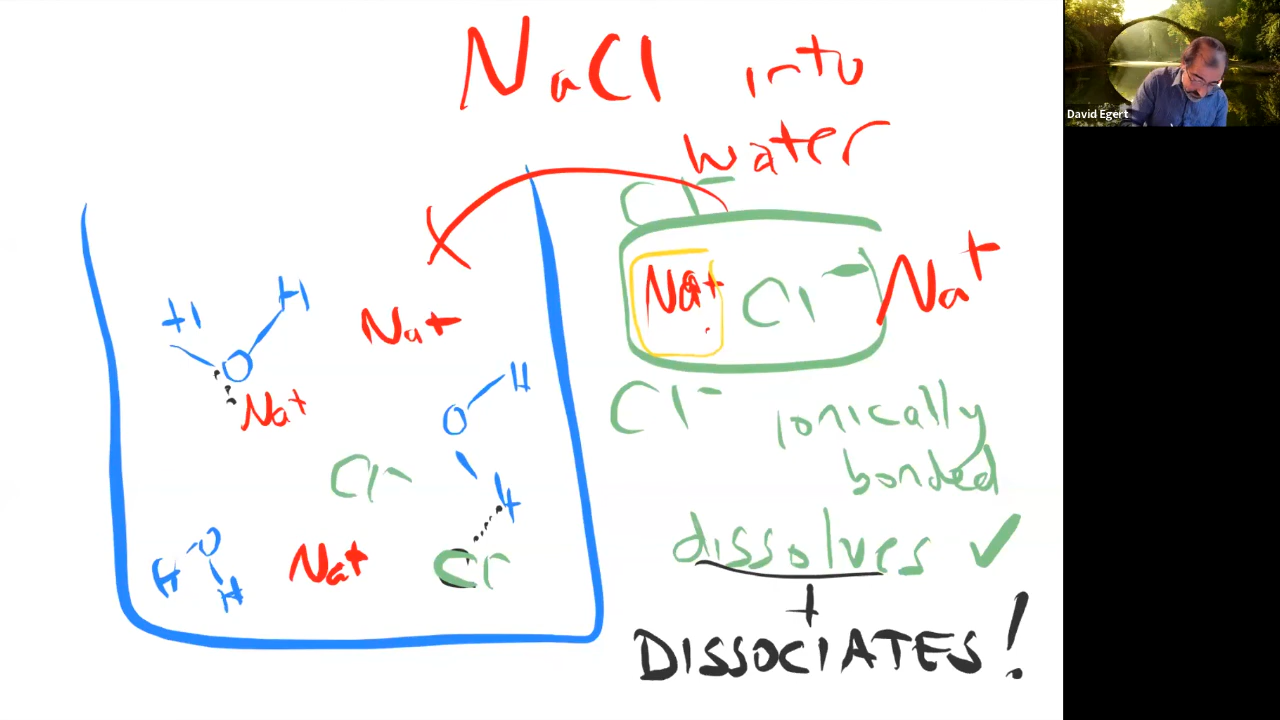 NaCl into
water
David Egert
Cl⁻
Na⁺ Cl⁻ Na⁺
H H
O
Na⁺
Na⁺
O H
H
Cl⁻
Cl⁻
Cl⁻ ionically
bonded
H O H
Na⁺
dissolves ✓
+
DISSOCIATES!